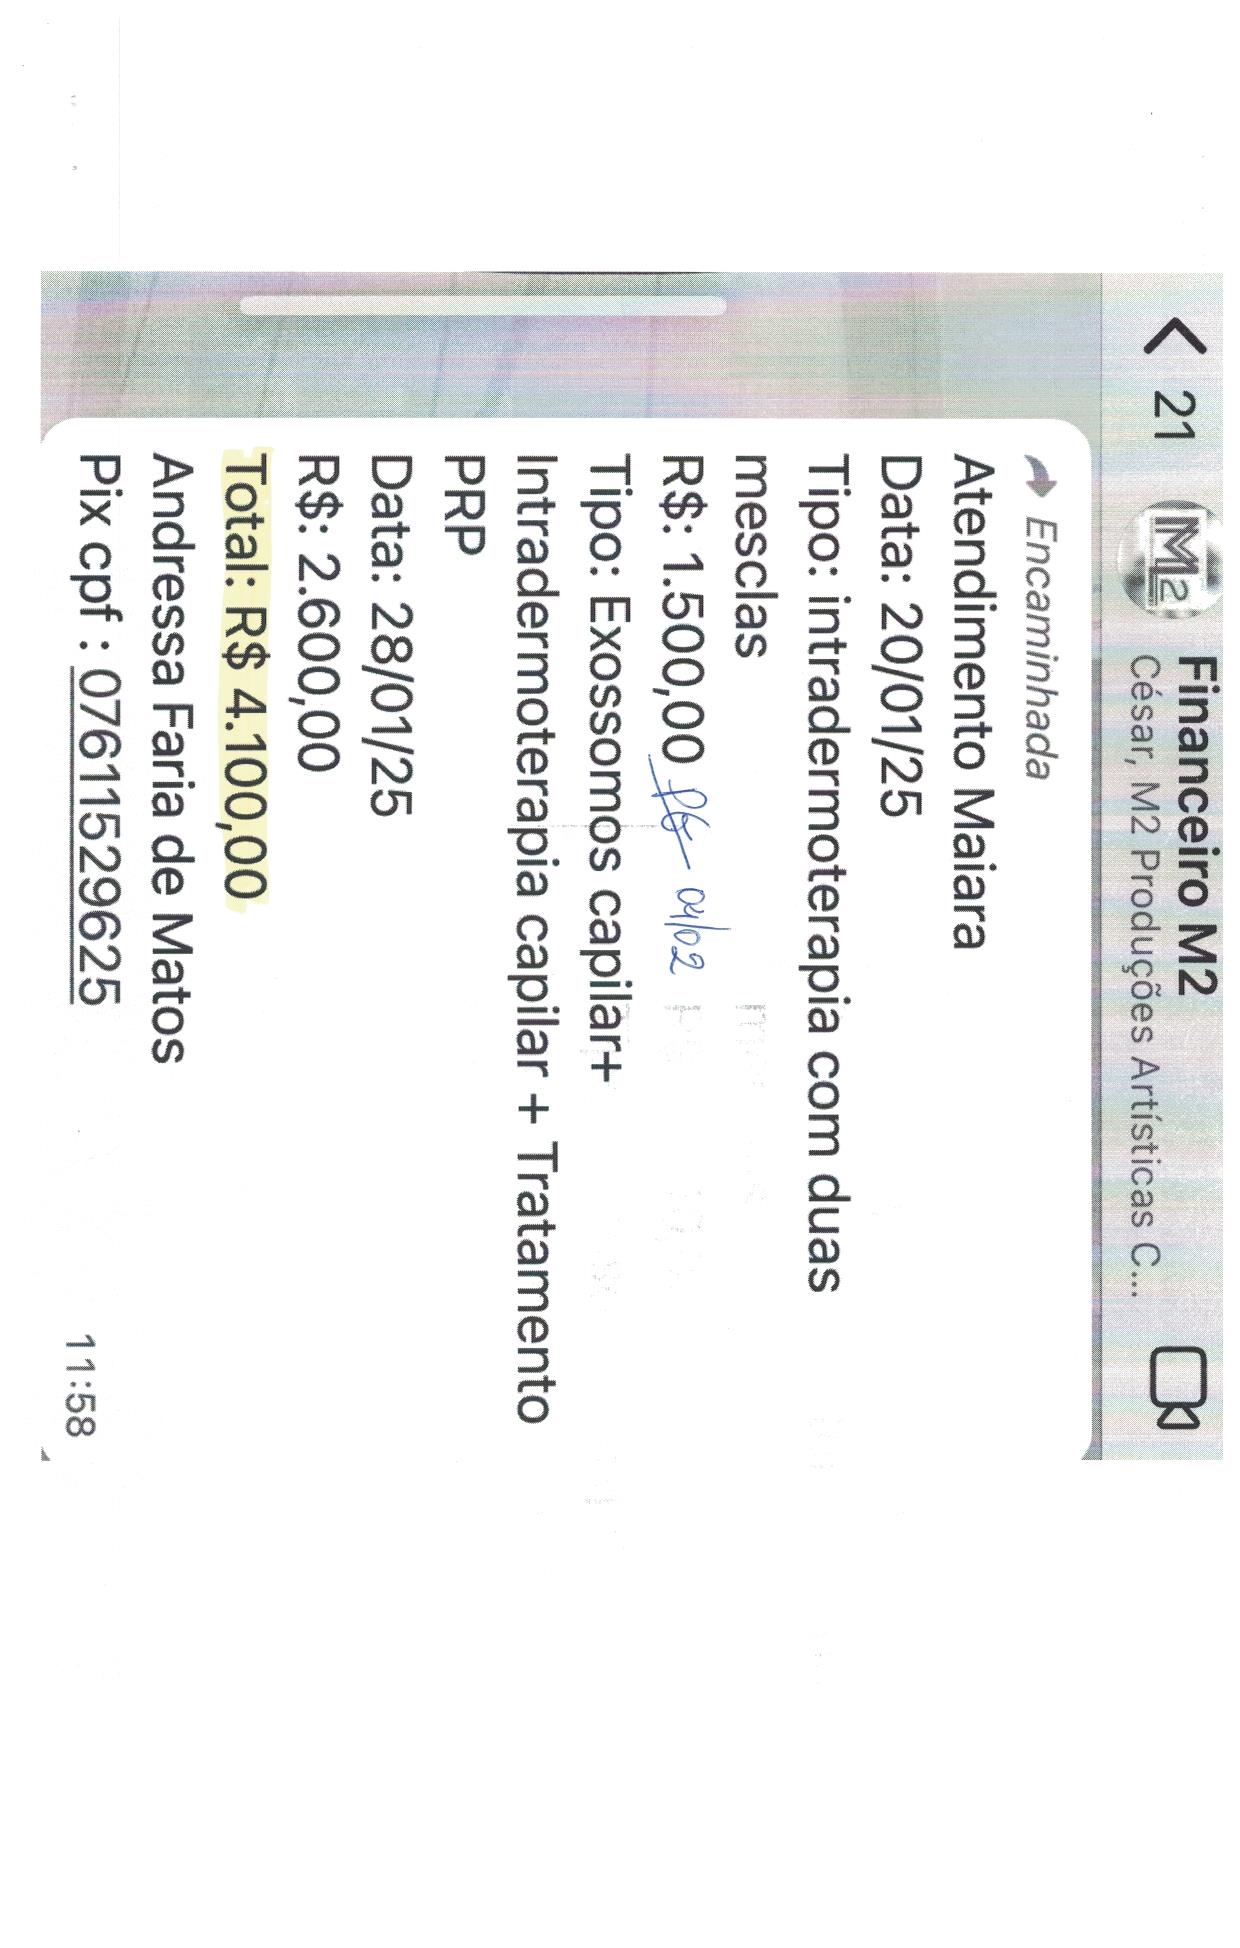 21
M2
Financeiro M2
César, M2 Produções Artísticas C...
Encaminhada
Atendimento Maiara
Data: 20/01/25
Tipo: intradermoterapia com duas
mesclas
R$: 1.500,00 pg 04/02
Tipo: Exossomos capilar+
Intradermoterapia capilar + Tratamento
PRP
Data: 28/01/25
R$: 2.600,00
Total: R$ 4.100,00
Andressa Faria de Matos
Pix cpf : 07611529625
11:58